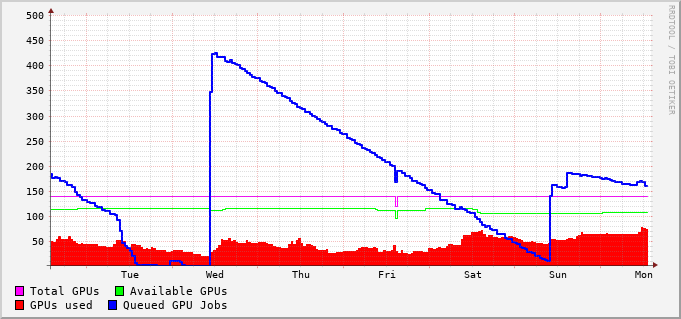 500
450
400
350
300
250
200
150
100
50
Tue Wed Thu Fri Sat Sun Mon
Total GPUs Available GPUs
GPUs used Queued GPU Jobs
RRDTOOL / TOBI OETIKER